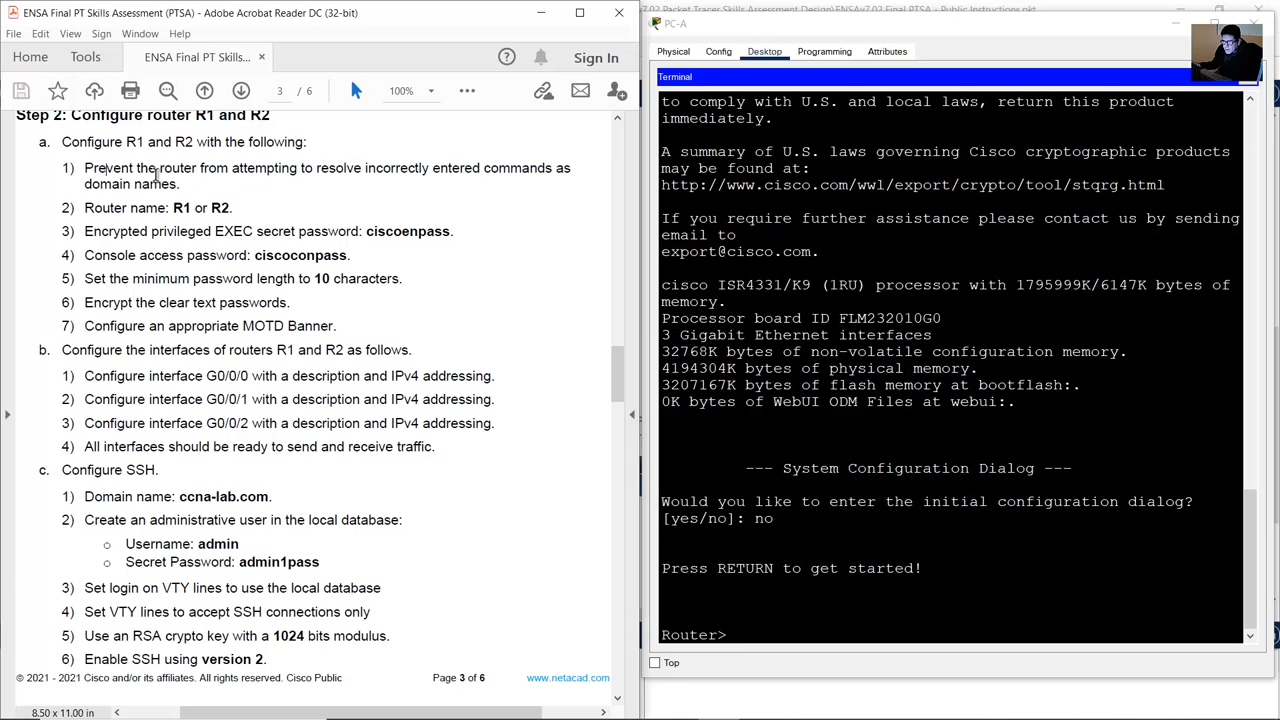 ENSA Final PT Skills Assessment (PTSA) - Adobe Acrobat Reader DC (32-bit)
File Edit View Sign Window Help
Home Tools ENSA Final PT Skills... × Sign In
3 / 6 100%
Step 2: Configure router R1 and R2
a. Configure R1 and R2 with the following:
1) Prevent the router from attempting to resolve incorrectly entered commands as
domain names.
2) Router name: R1 or R2.
3) Encrypted privileged EXEC secret password: ciscoenpass.
4) Console access password: ciscoconpass.
5) Set the minimum password length to 10 characters.
6) Encrypt the clear text passwords.
7) Configure an appropriate MOTD Banner.
b. Configure the interfaces of routers R1 and R2 as follows.
1) Configure interface G0/0/0 with a description and IPv4 addressing.
2) Configure interface G0/0/1 with a description and IPv4 addressing.
3) Configure interface G0/0/2 with a description and IPv4 addressing.
4) All interfaces should be ready to send and receive traffic.
c. Configure SSH.
1) Domain name: ccna-lab.com.
2) Create an administrative user in the local database:
○ Username: admin
○ Secret Password: admin1pass
3) Set login on VTY lines to use the local database
4) Set VTY lines to accept SSH connections only
5) Use an RSA crypto key with a 1024 bits modulus.
6) Enable SSH using version 2.
© 2021 - 2021 Cisco and/or its affiliates. All rights reserved. Cisco Public Page 3 of 6 www.netacad.com
8.50 x 11.00 in
PC-A
Physical Config Desktop Programming Attributes
Terminal
to comply with U.S. and local laws, return this product
immediately.
A summary of U.S. laws governing Cisco cryptographic products
may be found at:
http://www.cisco.com/wwl/export/crypto/tool/stqrg.html
If you require further assistance please contact us by sending
email to
export@cisco.com.
cisco ISR4331/K9 (1RU) processor with 1795999K/6147K bytes of
memory.
Processor board ID FLM232010G0
3 Gigabit Ethernet interfaces
32768K bytes of non-volatile configuration memory.
4194304K bytes of physical memory.
3207167K bytes of flash memory at bootflash:.
0K bytes of WebUI ODM Files at webui:.
--- System Configuration Dialog ---
Would you like to enter the initial configuration dialog?
[yes/no]: no
Press RETURN to get started!
Router>
Top